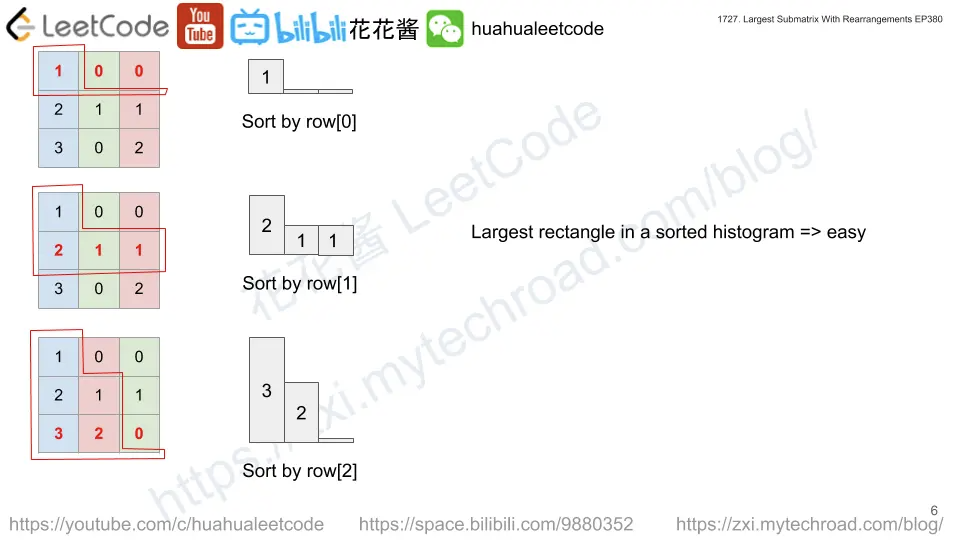 LeetCode You Tube bilibili 花花酱 huahualeetcode
1727. Largest Submatrix With Rearrangements EP380
1 0 0
2 1 1
3 0 2
1
Sort by row[0]
1 0 0
2 1 1
3 0 2
2 1 1
Sort by row[1]
Largest rectangle in a sorted histogram => easy
1 0 0
2 1 1
3 2 0
3 2
Sort by row[2]
花花酱 LeetCode
https://zxi.mytechroad.com/blog/
6
https://youtube.com/c/huahualeetcode https://space.bilibili.com/9880352 https://zxi.mytechroad.com/blog/